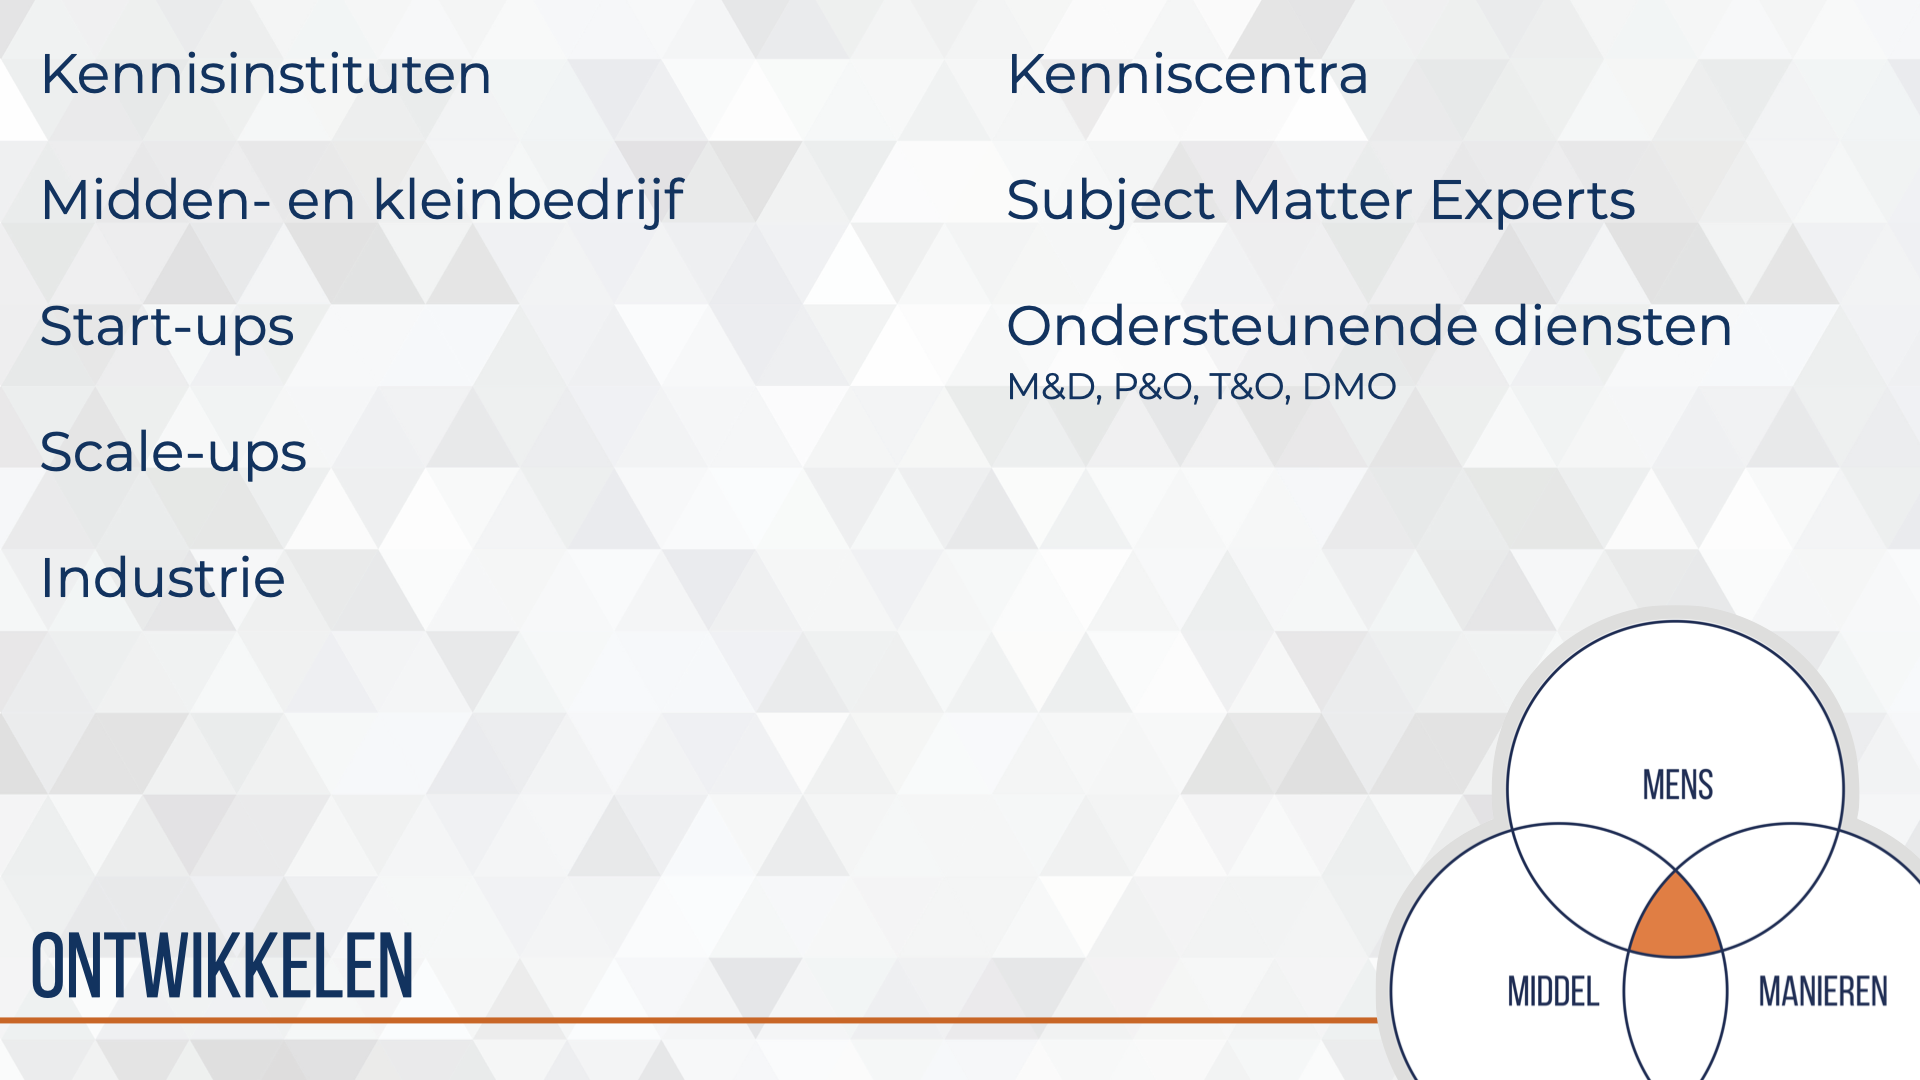 Kennisinstituten
Midden- en kleinbedrijf
Start-ups
Scale-ups
Industrie
Kenniscentra
Subject Matter Experts
Ondersteunende diensten
M&D, P&O, T&O, DMO
MENS
MIDDEL
MANIEREN
ONTWIKKELEN